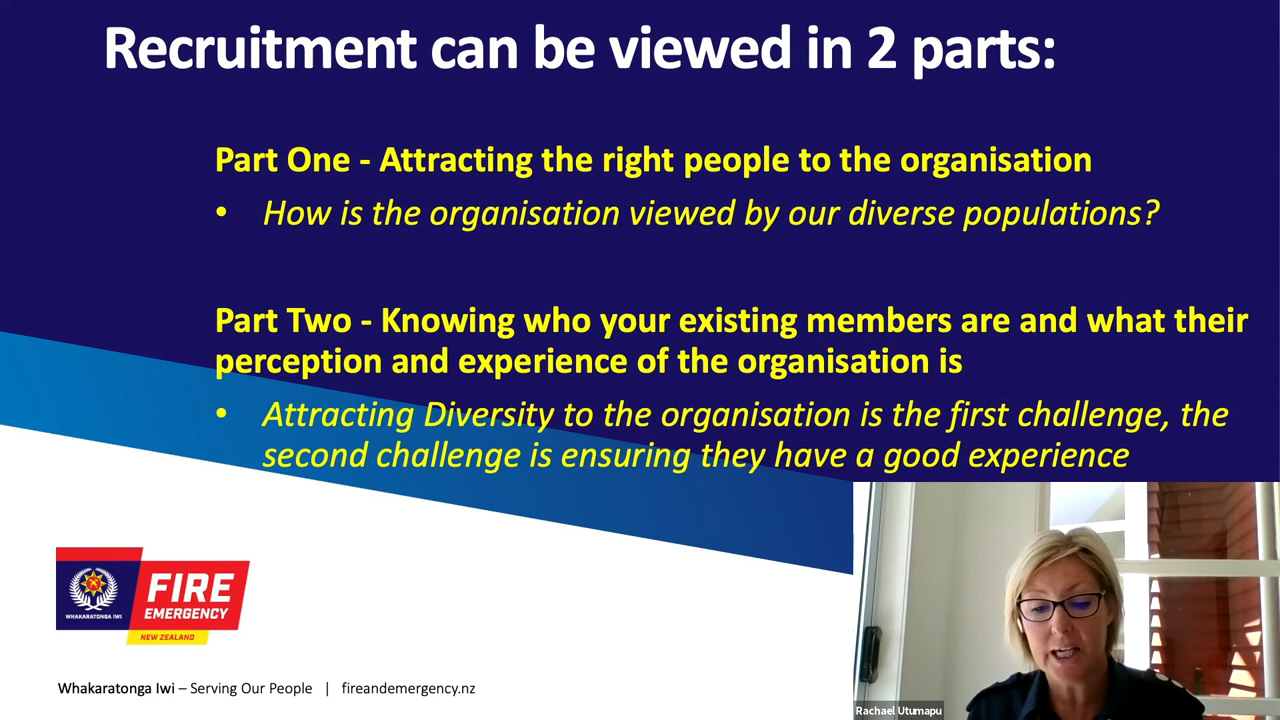 Recruitment can be viewed in 2 parts:
Part One - Attracting the right people to the organisation
• How is the organisation viewed by our diverse populations?
Part Two - Knowing who your existing members are and what their
perception and experience of the organisation is
• Attracting Diversity to the organisation is the first challenge, the
second challenge is ensuring they have a good experience
FIRE
EMERGENCY
NEW ZEALAND
WHAKARATONGA IWI
Whakaratonga Iwi – Serving Our People | fireandemergency.nz
Rachael Utumapu